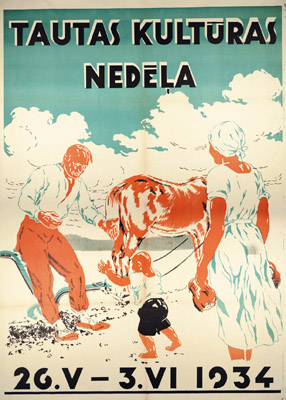 TAUTAS KULTŪRAS
NEDĒĻA
26.V – 3.VI 1934